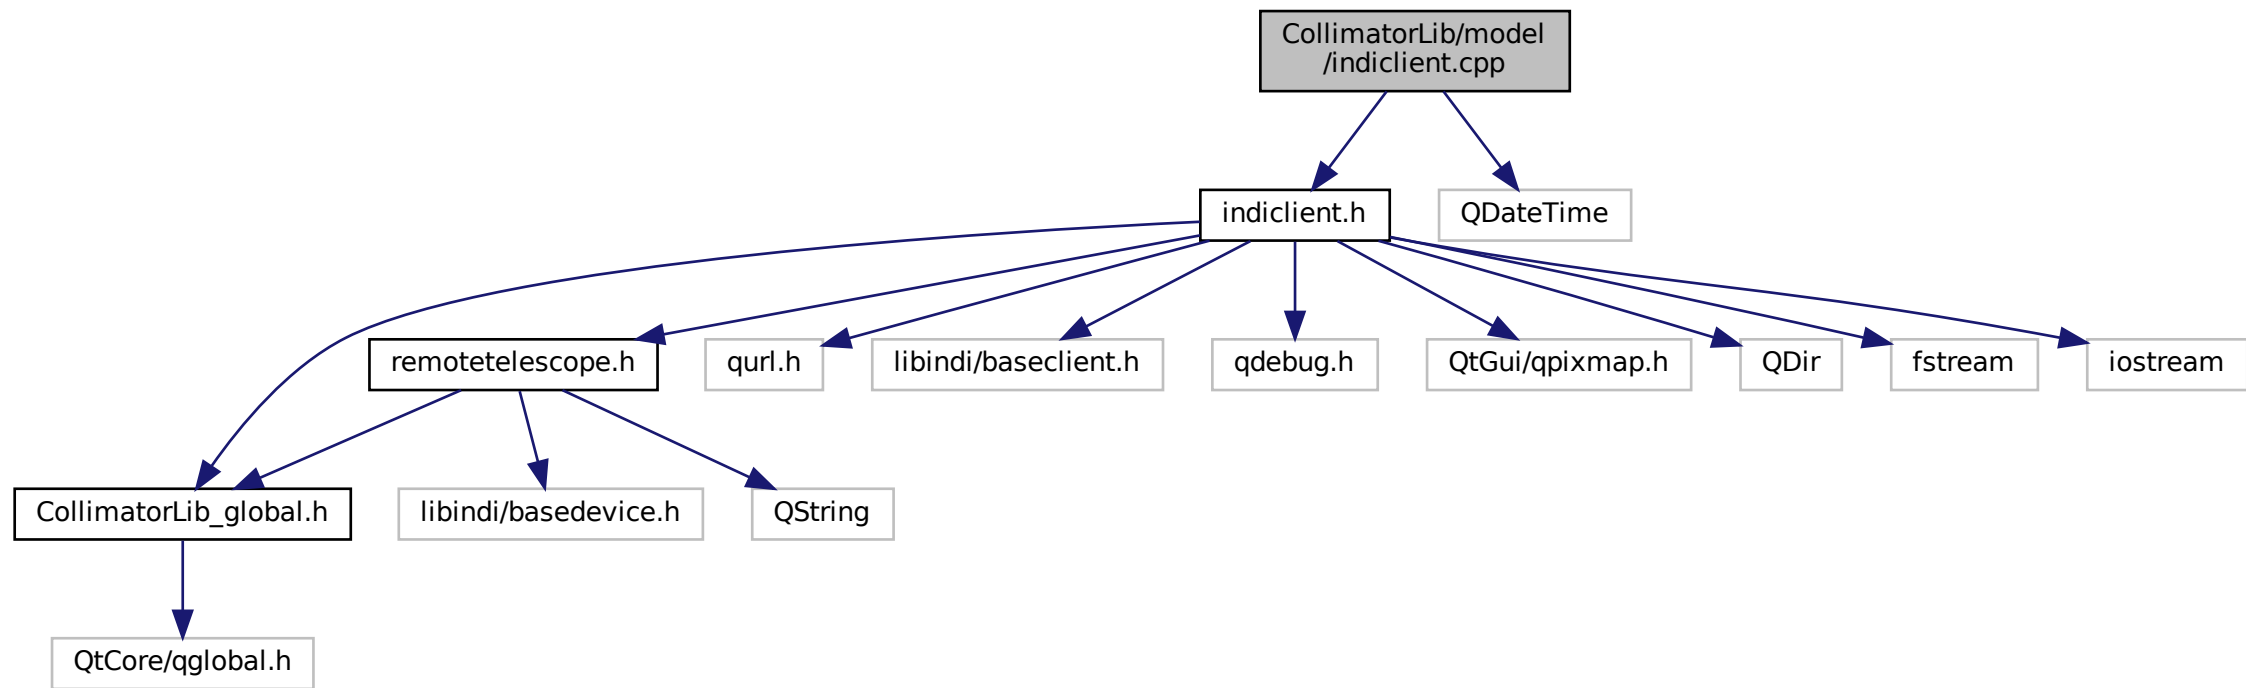 CollimatorLib/model
/indiclient.cpp
indiclient.h
QDateTime
remotetelescope.h
qurl.h
libindi/baseclient.h
qdebug.h
QtGui/qpixmap.h
QDir
fstream
iostream
CollimatorLib_global.h
libindi/basedevice.h
QString
QtCore/qglobal.h